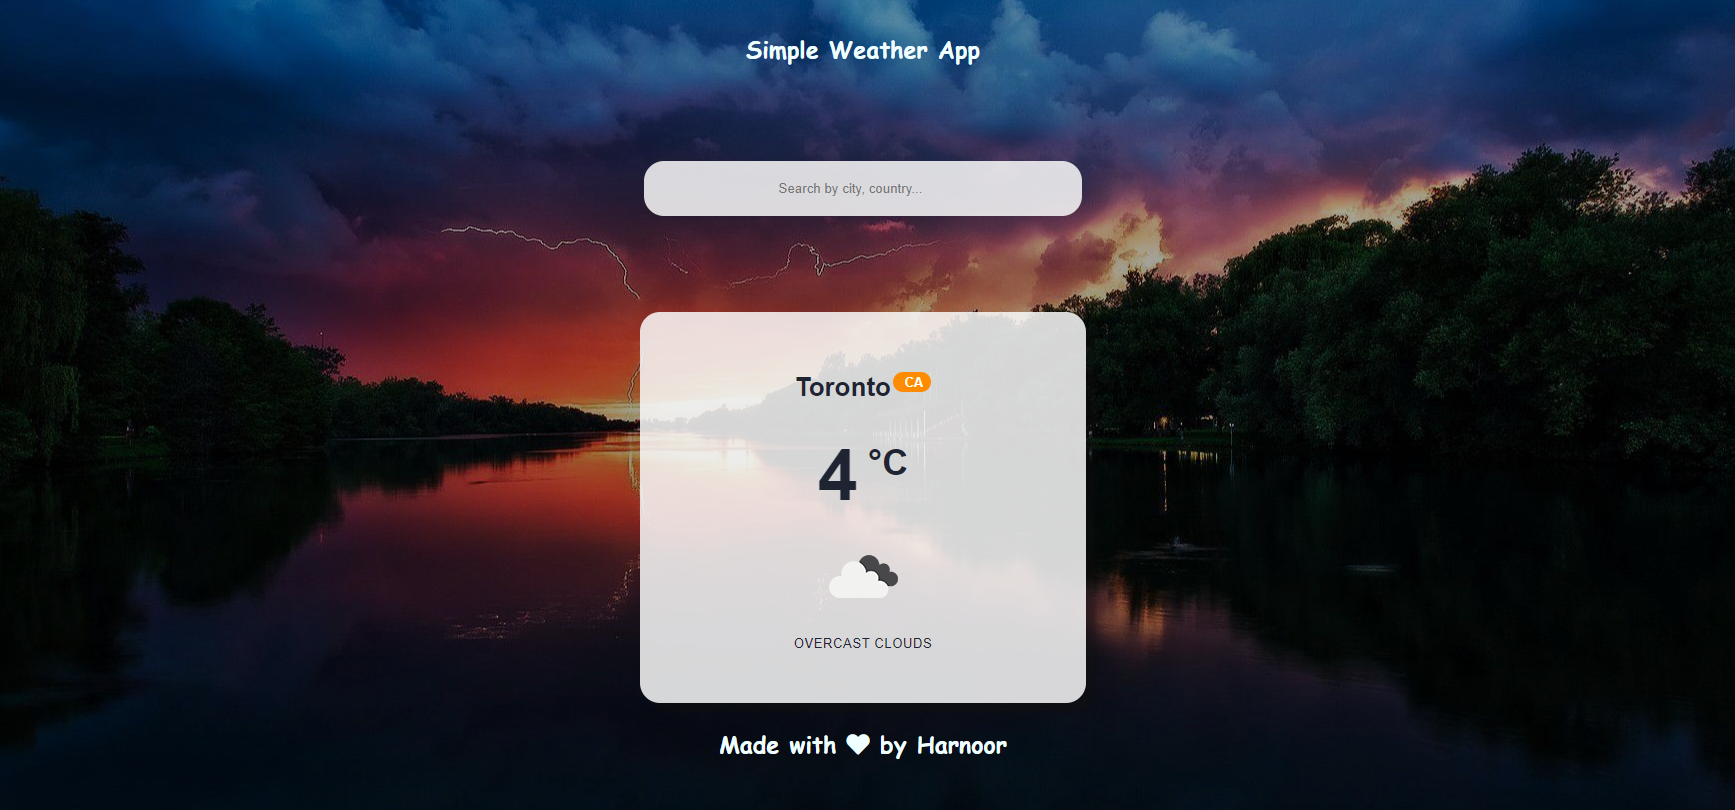 Simple Weather App
Search by city, country...
Toronto CA
4 °C
OVERCAST CLOUDS
Made with ♥ by Harnoor